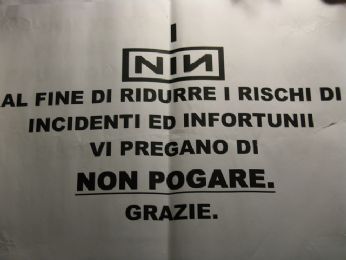 I
NIN
AL FINE DI RIDURRE I RISCHI DI
INCIDENTI ED INFORTUNII
VI PREGANO DI
NON POGARE.
GRAZIE.